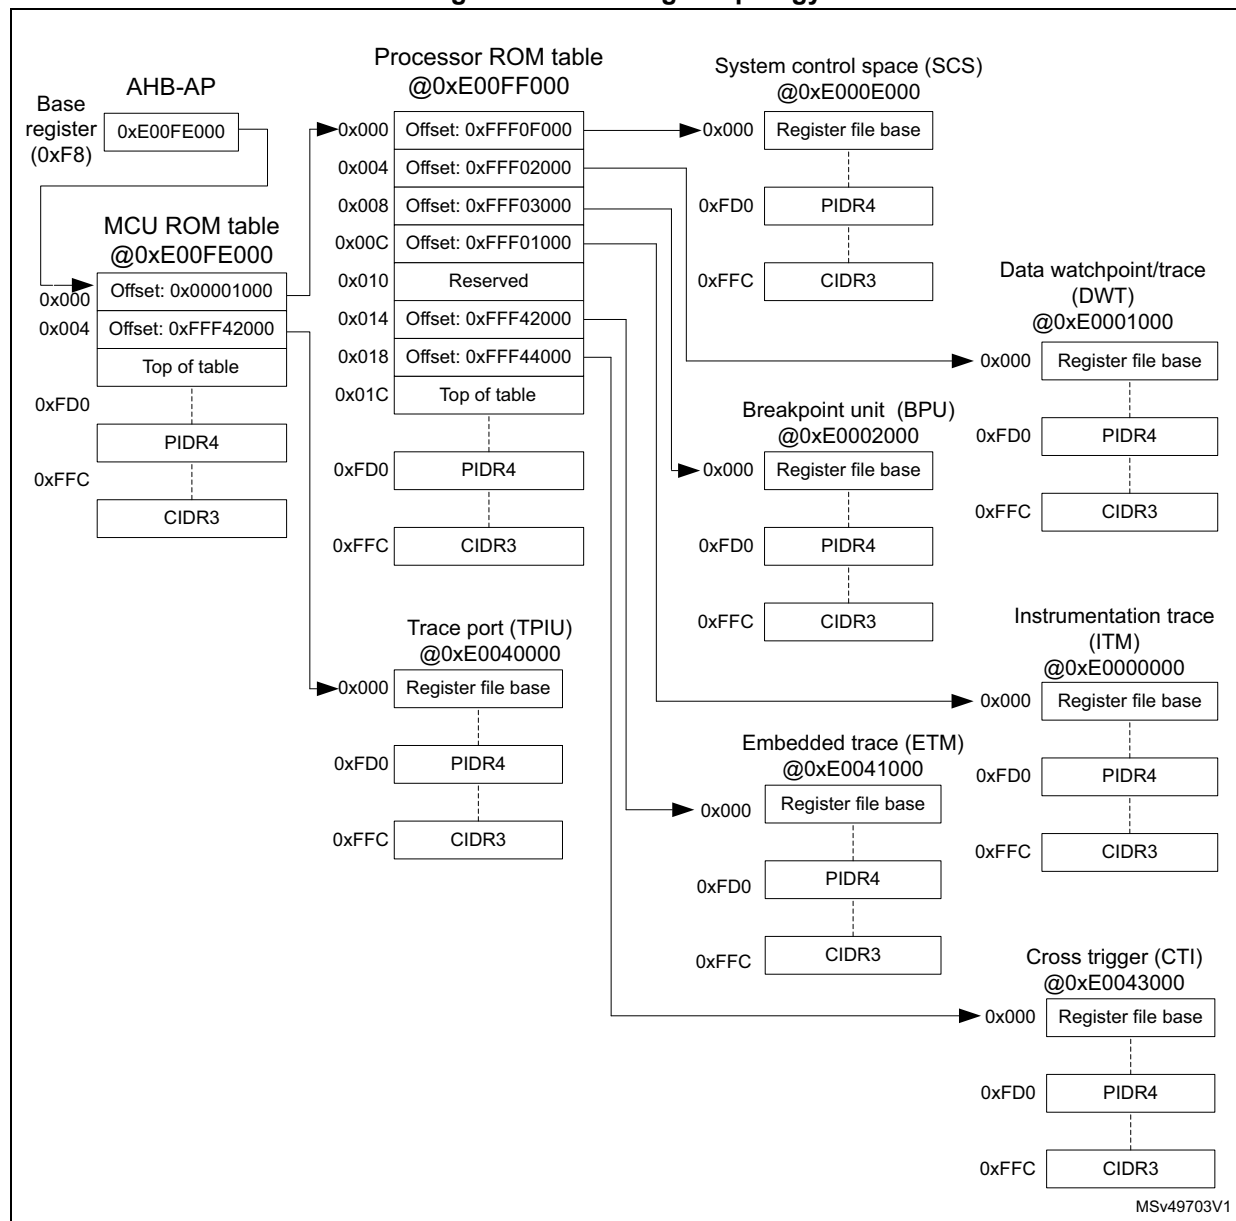 AHB-AP
Base
register
(0xF8)
0xE00FE000
MCU ROM table
@0xE00FE000
0x000
Offset: 0x00001000
0x004
Offset: 0xFFF42000
Top of table
0xFD0
PIDR4
0xFFC
CIDR3
Processor ROM table
@0xE00FF000
0x000
Offset: 0xFFF0F000
0x004
Offset: 0xFFF02000
0x008
Offset: 0xFFF03000
0x00C
Offset: 0xFFF01000
0x010
Reserved
0x014
Offset: 0xFFF42000
0x018
Offset: 0xFFF44000
0x01C
Top of table
0xFD0
PIDR4
0xFFC
CIDR3
Trace port (TPIU)
@0xE0040000
0x000
Register file base
0xFD0
PIDR4
0xFFC
CIDR3
System control space (SCS)
@0xE000E000
0x000
Register file base
0xFD0
PIDR4
0xFFC
CIDR3
Data watchpoint/trace
(DWT)
@0xE0001000
0x000
Register file base
0xFD0
PIDR4
0xFFC
CIDR3
Breakpoint unit (BPU)
@0xE0002000
0x000
Register file base
0xFD0
PIDR4
0xFFC
CIDR3
Instrumentation trace
(ITM)
@0xE0000000
0x000
Register file base
0xFD0
PIDR4
0xFFC
CIDR3
Embedded trace (ETM)
@0xE0041000
0x000
Register file base
0xFD0
PIDR4
0xFFC
CIDR3
Cross trigger (CTI)
@0xE0043000
0x000
Register file base
0xFD0
PIDR4
0xFFC
CIDR3
MSv49703V1